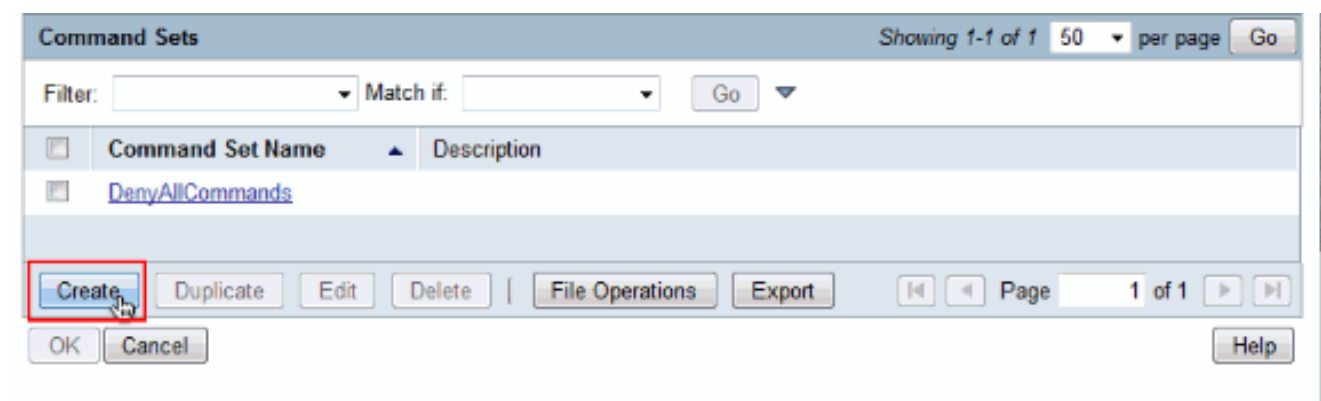 Command Sets Showing 1-1 of 1 50 per page Go
Filter: Match if: Go
Command Set Name Description
DenyAllCommands
Create Duplicate Edit Delete | File Operations Export Page 1 of 1
OK Cancel Help